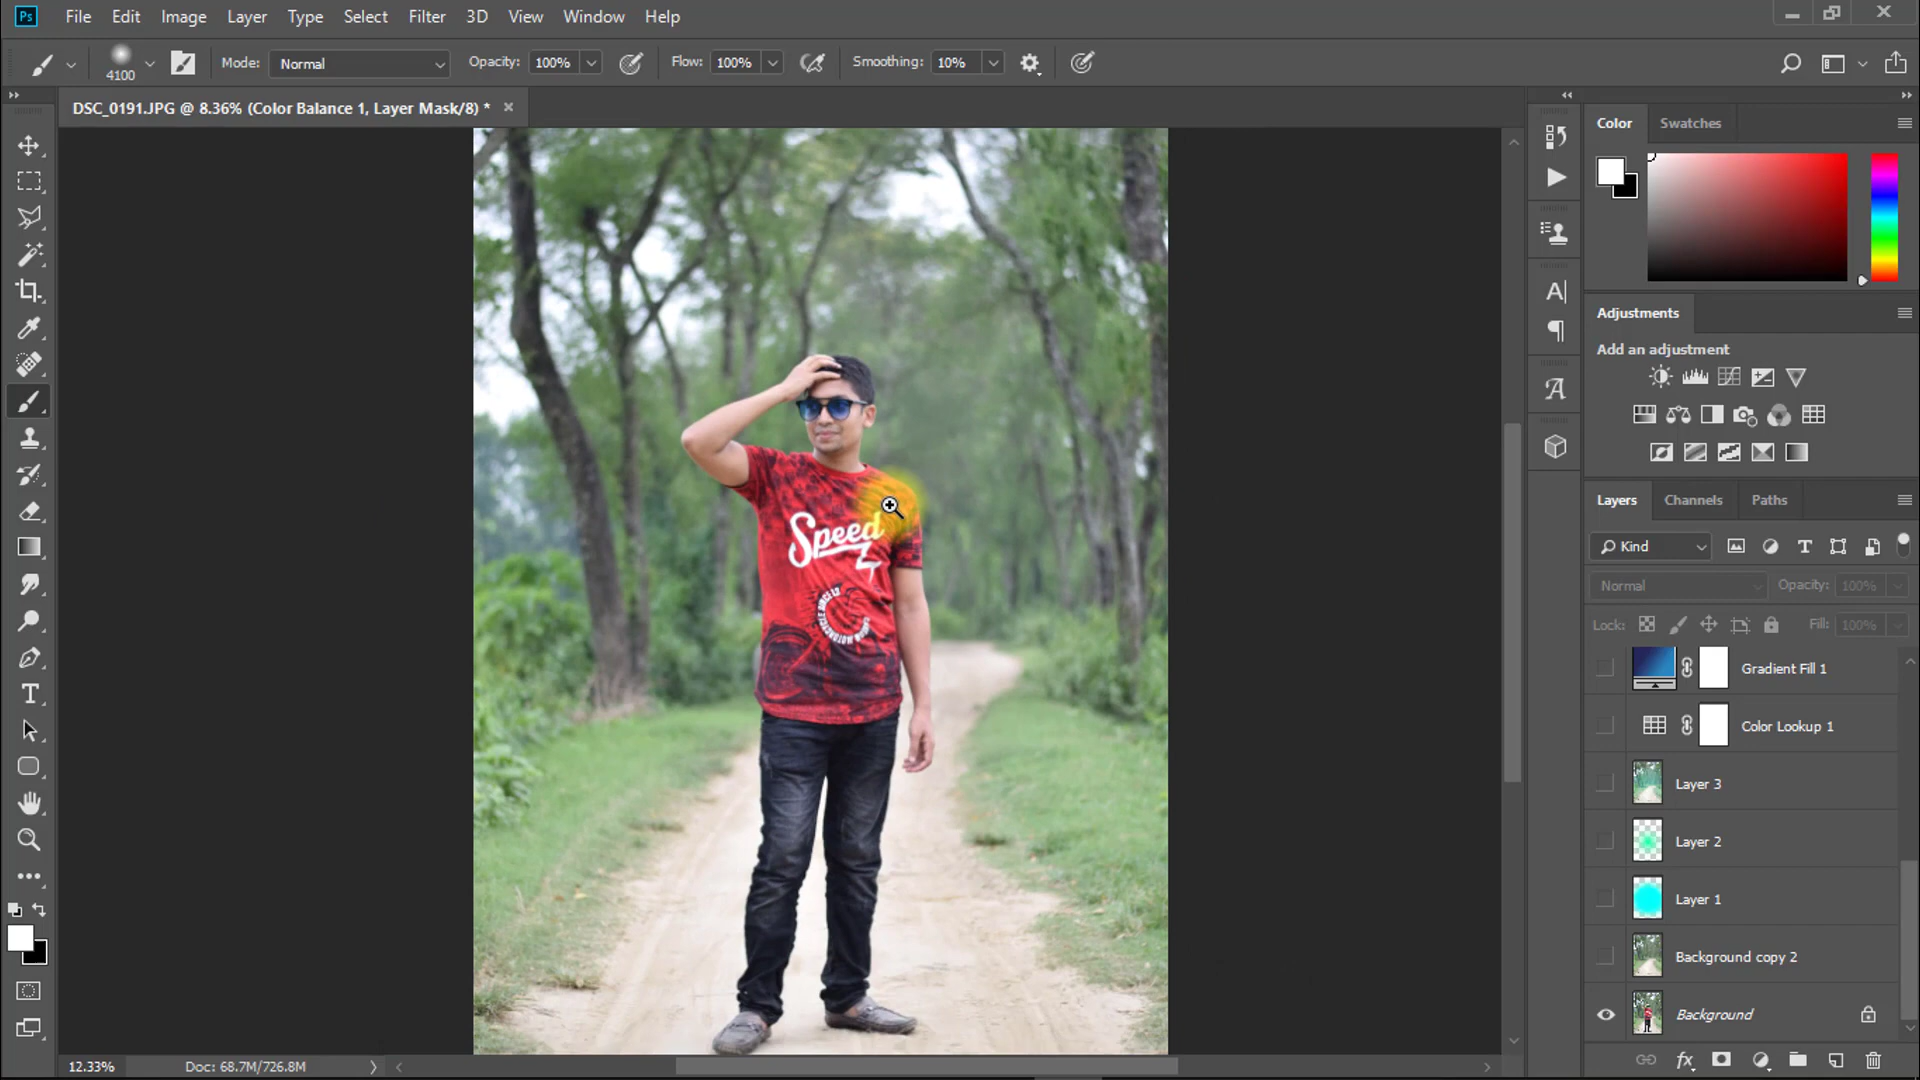 Ps File Edit Image Layer Type Select Filter 3D View Window Help
4100 Mode: Normal Opacity: 100% Flow: 100% Smoothing: 10%
DSC_0191.JPG @ 8.36% (Color Balance 1, Layer Mask/8) *
Color Swatches
Adjustments
Add an adjustment
Speed
Layers Channels Paths
Kind
Normal Opacity: 100%
Lock: Fill: 100%
Gradient Fill 1
Color Lookup 1
Layer 3
Layer 2
Layer 1
Background copy 2
Background
12.33% Doc: 68.7M/726.8M